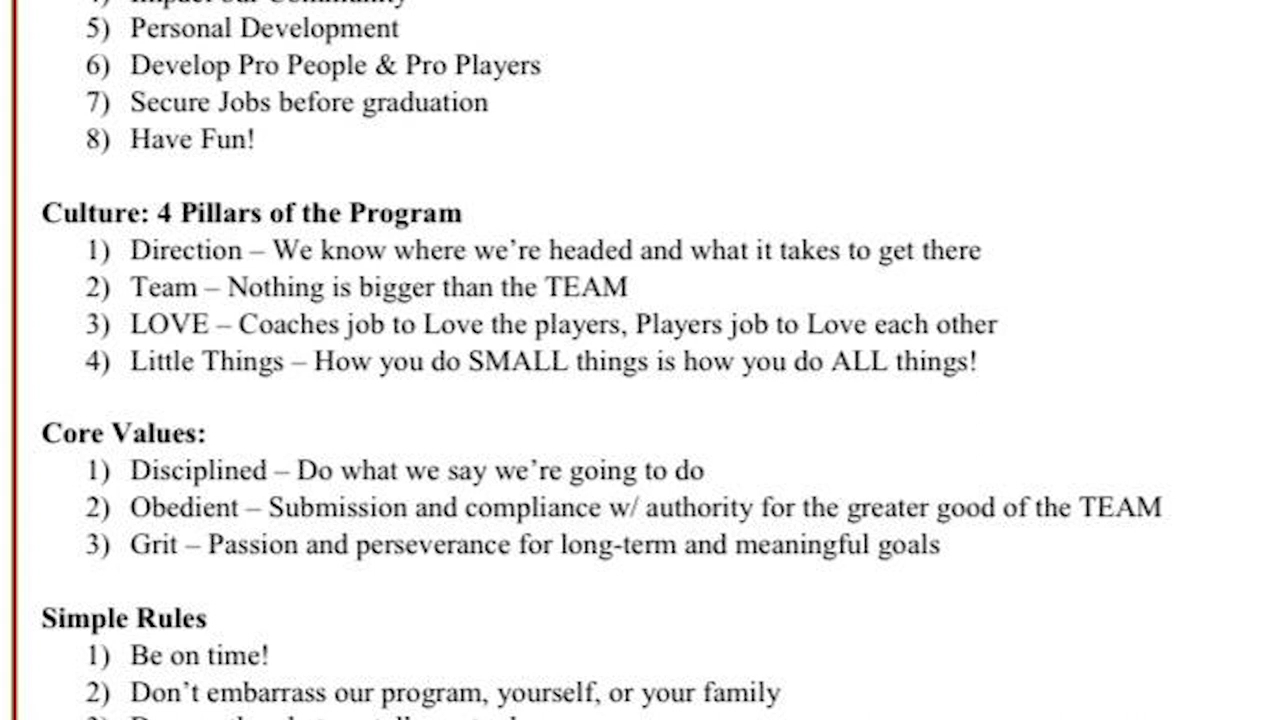 5) Personal Development
6) Develop Pro People & Pro Players
7) Secure Jobs before graduation
8) Have Fun!
Culture: 4 Pillars of the Program
1) Direction – We know where we’re headed and what it takes to get there
2) Team – Nothing is bigger than the TEAM
3) LOVE – Coaches job to Love the players, Players job to Love each other
4) Little Things – How you do SMALL things is how you do ALL things!
Core Values:
1) Disciplined – Do what we say we’re going to do
2) Obedient – Submission and compliance w/ authority for the greater good of the TEAM
3) Grit – Passion and perseverance for long-term and meaningful goals
Simple Rules
1) Be on time!
2) Don’t embarrass our program, yourself, or your family